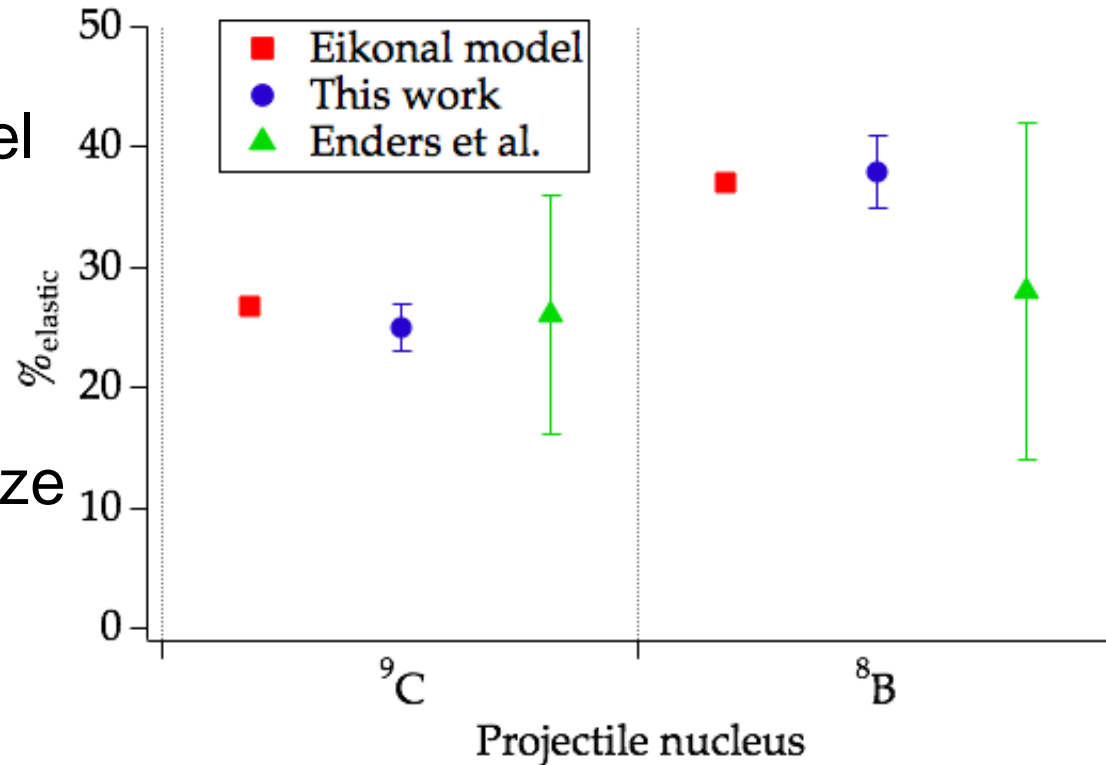 50
Eikonal model
This work
Enders et al.
el
40
30
%elastic
20
ze
10
0
⁹C
⁸B
Projectile nucleus